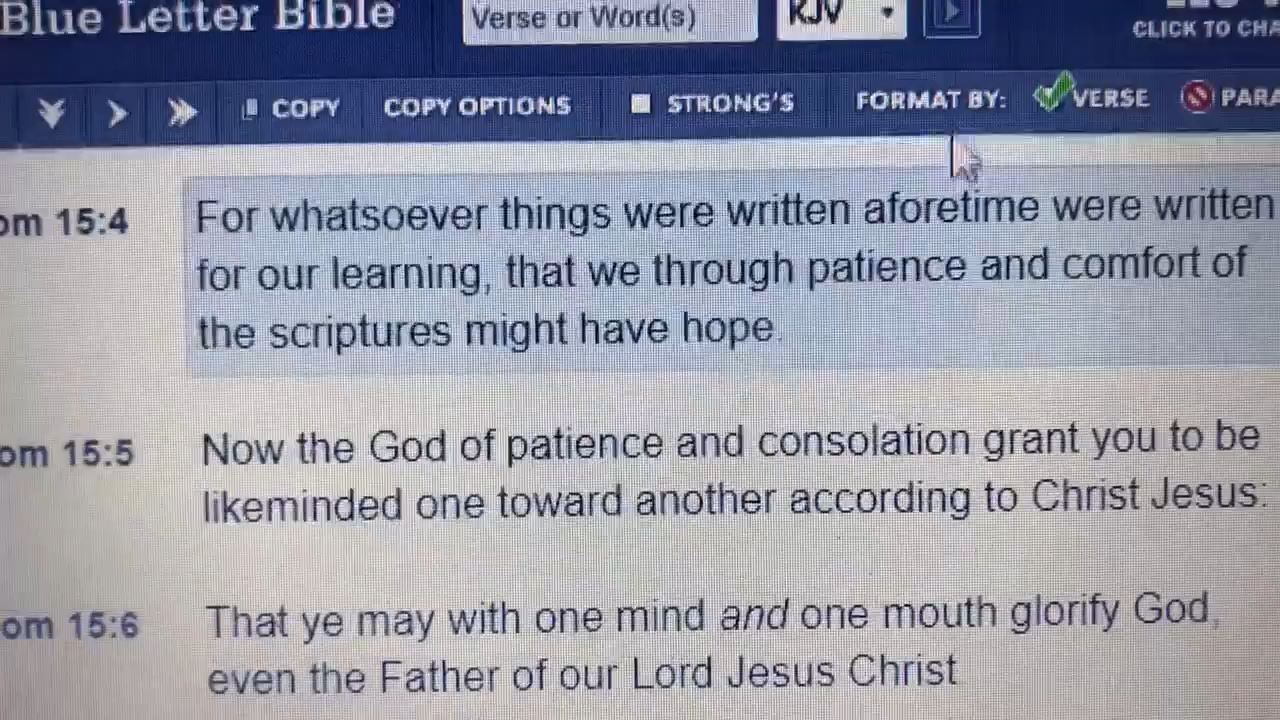 Blue Letter Bible
Verse or Word(s)
KJV
CLICK TO CHA
COPY COPY OPTIONS STRONG'S FORMAT BY: VERSE PARA
om 15:4 For whatsoever things were written aforetime were written
for our learning, that we through patience and comfort of
the scriptures might have hope.
om 15:5 Now the God of patience and consolation grant you to be
likeminded one toward another according to Christ Jesus:
om 15:6 That ye may with one mind and one mouth glorify God,
even the Father of our Lord Jesus Christ